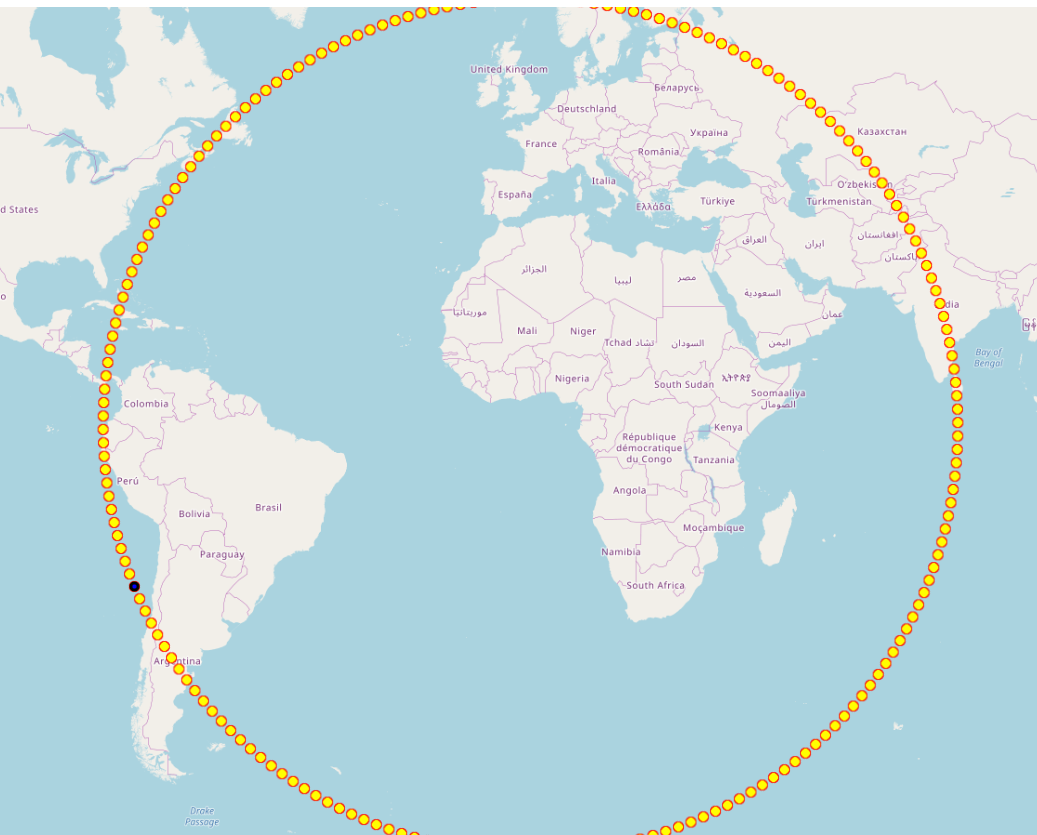 United Kingdom
Беларусь
Deutschland
Казахстан
Україна
France
România
O'zbekis
Italia
España
Türkiye
Turkmenistan
d States
Ελλάδα
افغانستان
العراق
ایران
پاکستان
الجزائر
ليبيا
مصر
السعودية
dia
o
موريتانيا
عمان
Mali
Niger
Tchad تشاد
السودان
اليمن
Bay of
Bengal
Nigeria
South Sudan
ኢትዮጵያ
Soomaaliya
الصومال
Colombia
Kenya
République
démocratique
du Congo
Tanzania
Perú
Angola
Brasil
Bolivia
Moçambique
Paraguay
Namibia
South Africa
Argentina
Drake
Passage